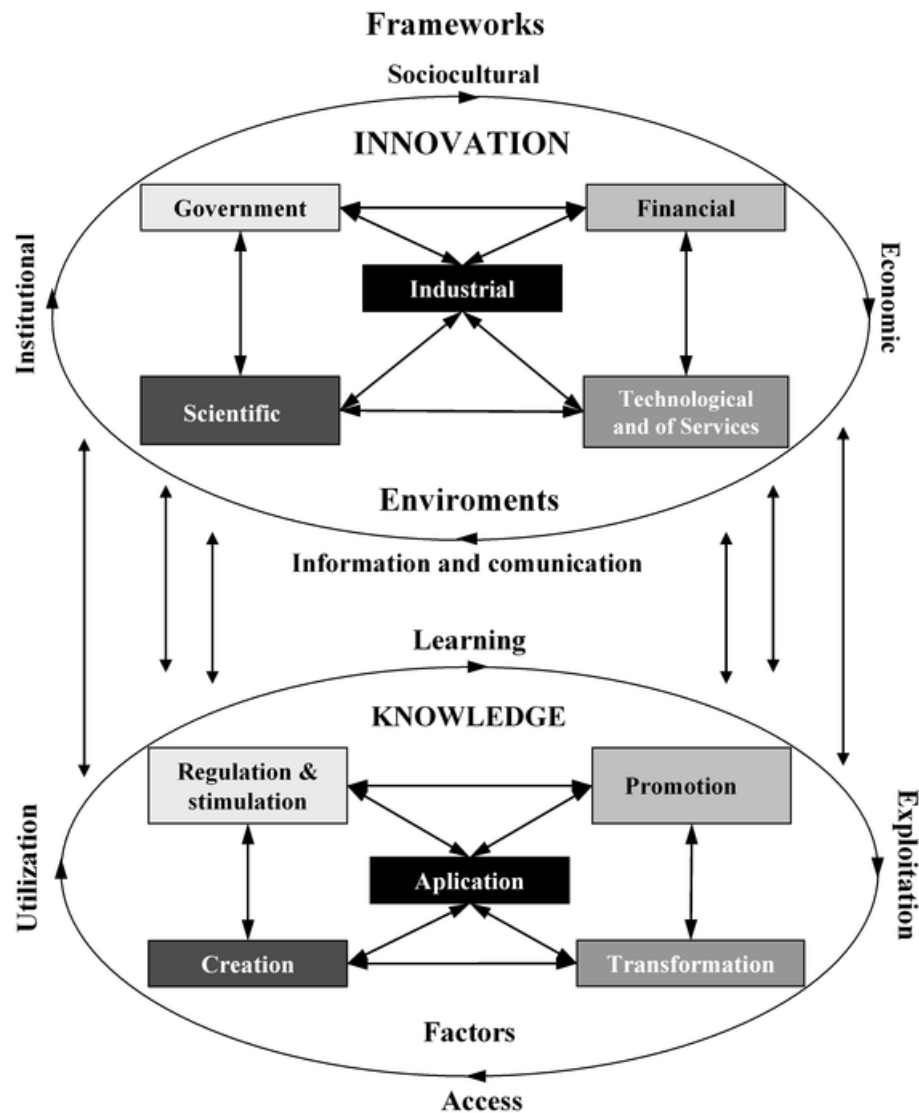 Frameworks
Sociocultural
INNOVATION
Government
Financial
Industrial
Institutional
Economic
Scientific
Technological
and of Services
Enviroments
Information and comunication
Learning
KNOWLEDGE
Regulation &
stimulation
Promotion
Aplication
Utilization
Exploitation
Creation
Transformation
Factors
Access